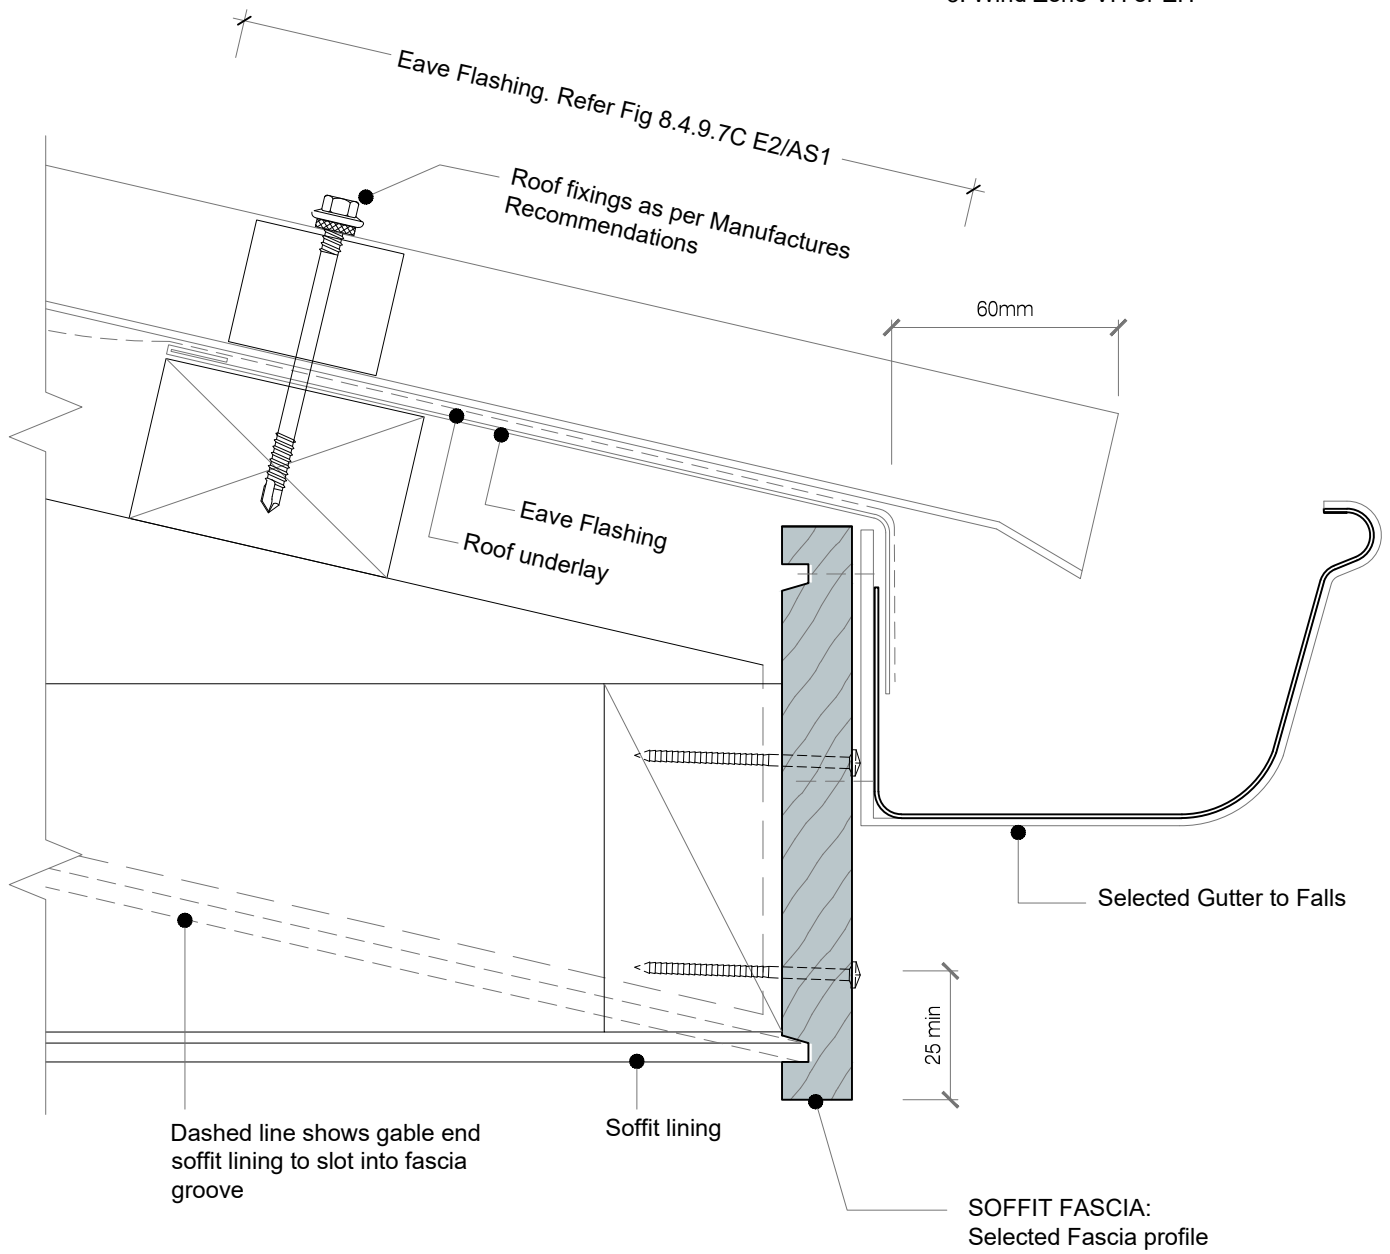 Eave Flashing. Refer Fig 8.4.9.7C E2/AS1
Roof fixings as per Manufactures
Recommendations
60mm
Eave Flashing
Roof underlay
Selected Gutter to Falls
25 min
Soffit lining
Dashed line shows gable end
soffit lining to slot into fascia
groove
SOFFIT FASCIA:
Selected Fascia profile